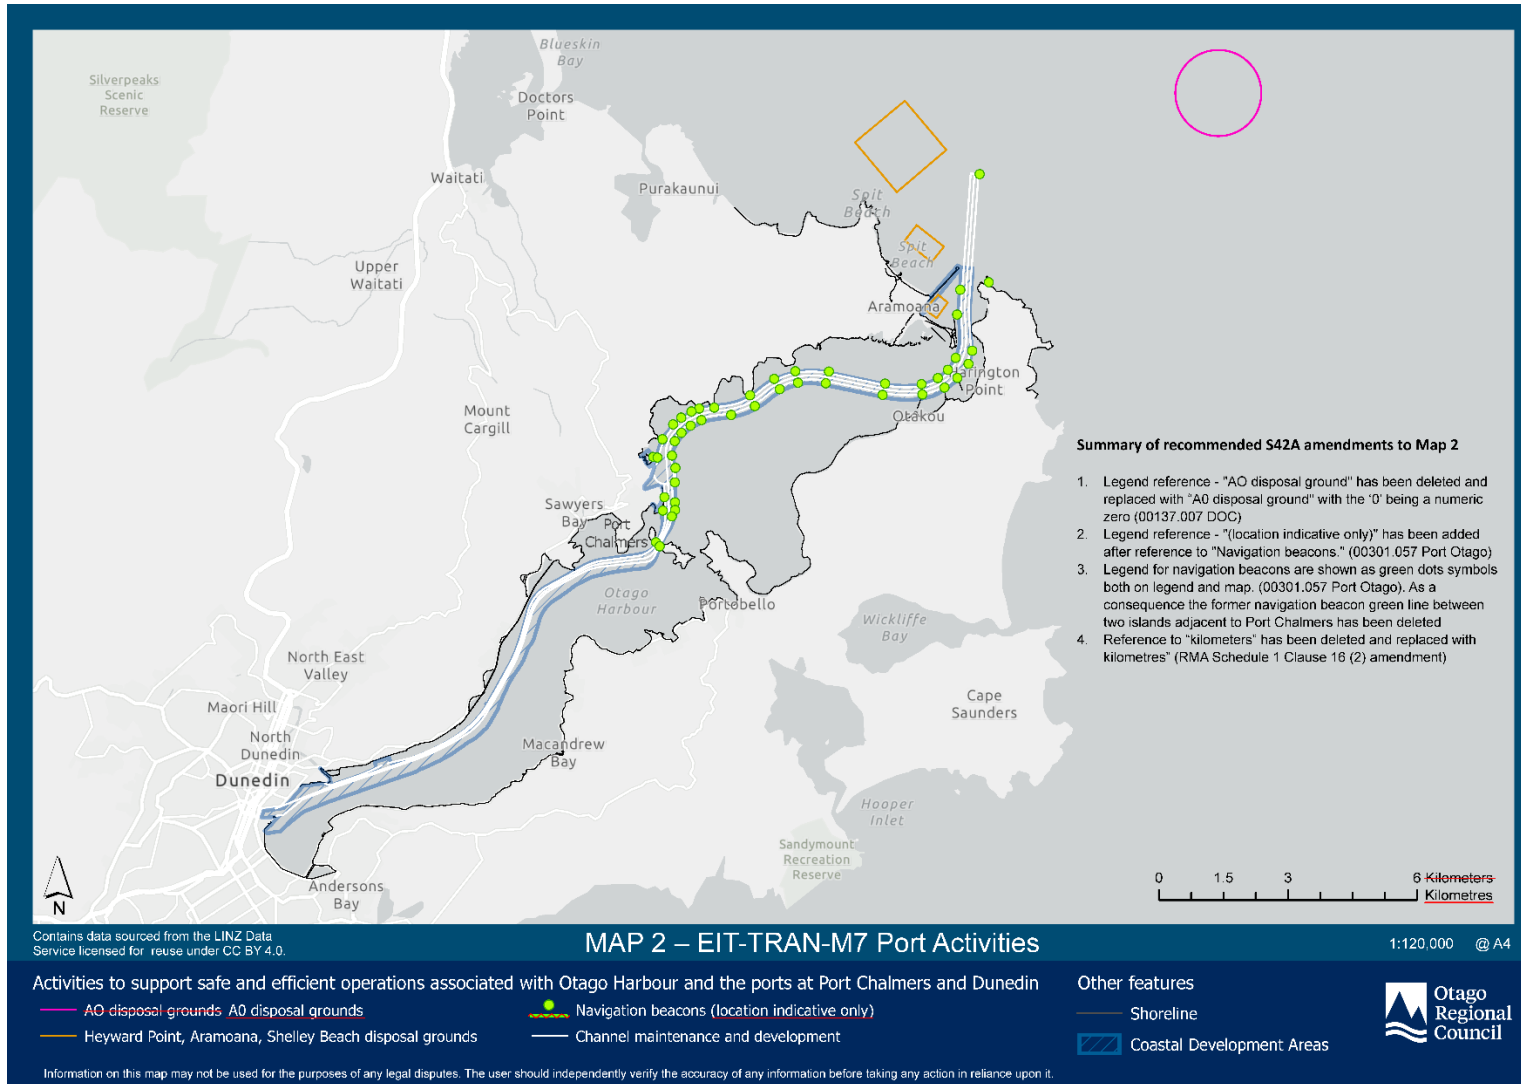 Blueskin
Bay
Silverpeaks
Scenic
Reserve
Doctors
Point
Waitati
Purakaunui
Spit
Beach
Spit
Beach
Upper
Waitati
Aramoana
Harington
Point
Otakou
Mount
Cargill
Sawyers
Bay
Port
Chalmers
Otago
Harbour
Portobello
Wickliffe
Bay
North East
Valley
Cape
Saunders
Maori Hill
North
Dunedin
Dunedin
Macandrew
Bay
Hooper
Inlet
Sandymount
Recreation
Reserve
Andersons
Bay
N
Summary of recommended S42A amendments to Map 2
1. Legend reference - "AO disposal ground" has been deleted and
replaced with "A0 disposal ground" with the '0' being a numeric
zero (00137.007 DOC)
2. Legend reference - "(location indicative only)" has been added
after reference to "Navigation beacons." (00301.057 Port Otago)
3. Legend for navigation beacons are shown as green dots symbols
both on legend and map. (00301.057 Port Otago). As a
consequence the former navigation beacon green line between
two islands adjacent to Port Chalmers has been deleted
4. Reference to "kilometers" has been deleted and replaced with
kilometres" (RMA Schedule 1 Clause 16 (2) amendment)
0 1.5 3 6 Kilometers
Kilometres
Contains data sourced from the LINZ Data
Service licensed for reuse under CC BY 4.0.
MAP 2 – EIT-TRAN-M7 Port Activities
1:120,000 @ A4
Activities to support safe and efficient operations associated with Otago Harbour and the ports at Port Chalmers and Dunedin
AO disposal grounds A0 disposal grounds
Heyward Point, Aramoana, Shelley Beach disposal grounds
Navigation beacons (location indicative only)
Channel maintenance and development
Other features
Shoreline
Coastal Development Areas
Otago
Regional
Council
Information on this map may not be used for the purposes of any legal disputes. The user should independently verify the accuracy of any information before taking any action in reliance upon it.